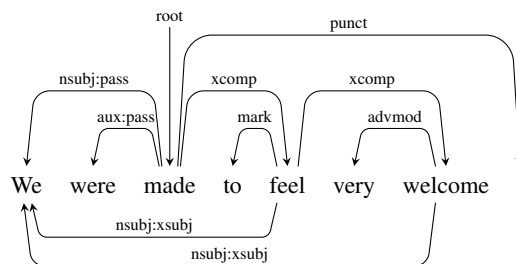 root
punct
nsubj:pass xcomp xcomp
aux:pass mark advmod
We were made to feel very welcome
nsubj:xsubj
nsubj:xsubj